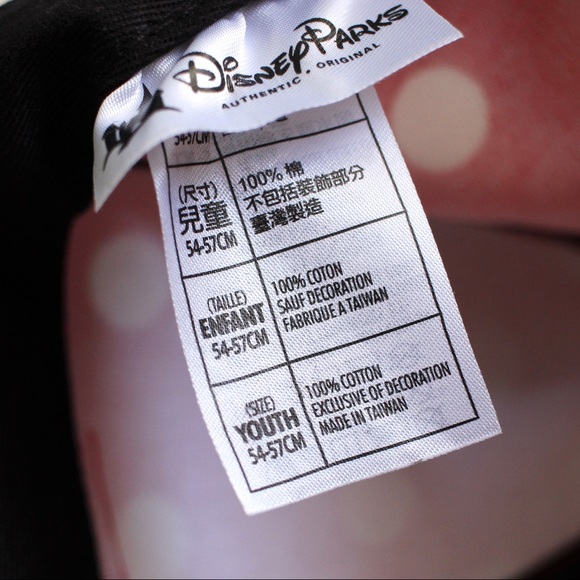 Disney Parks
AUTHENTIC . ORIGINAL
54-57CM
(尺寸)
兒童
54-57CM
100% 棉
不包括裝飾部分
臺灣製造
(TAILLE)
ENFANT
54-57CM
100% COTON
SAUF DECORATION
FABRIQUE A TAIWAN
(SIZE)
YOUTH
54-57CM
100% COTTON
EXCLUSIVE OF DECORATION
MADE IN TAIWAN